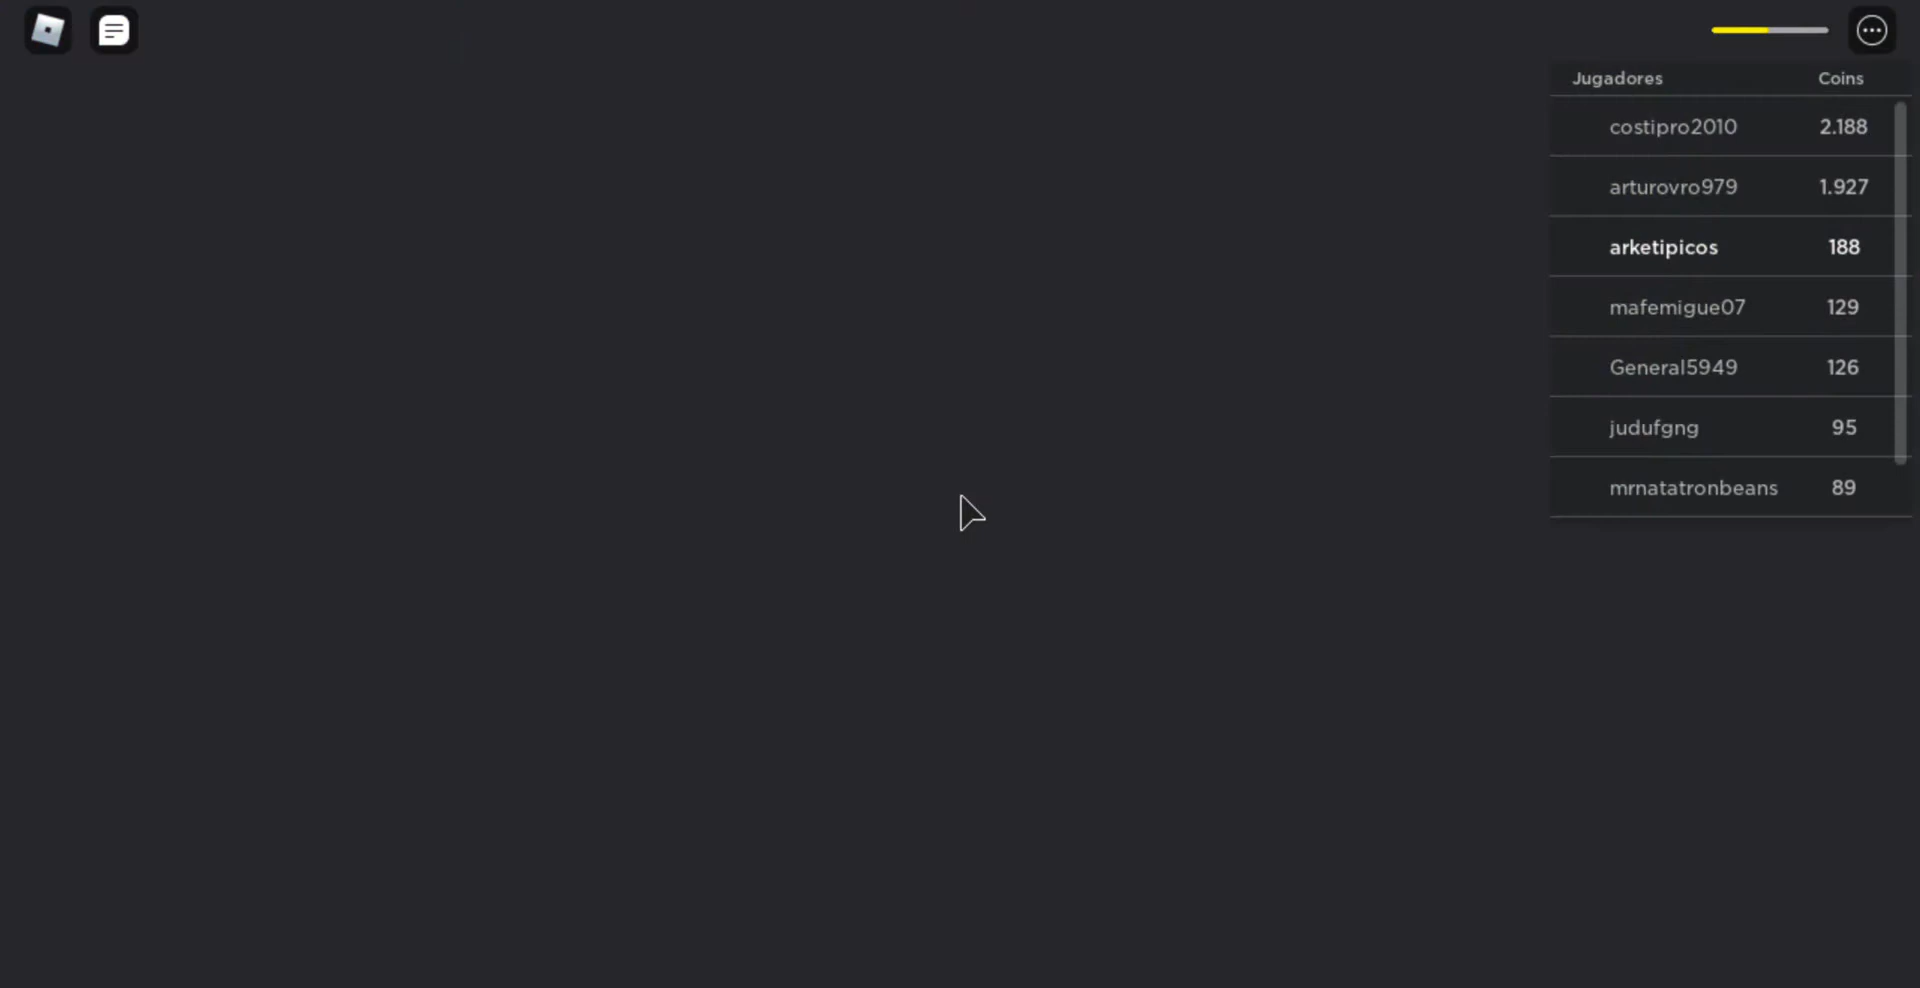 Jugadores Coins
costipro2010 2.188
arturovro979 1.927
arketipicos 188
mafemigue07 129
General5949 126
judufgng 95
mrnatatronbeans 89